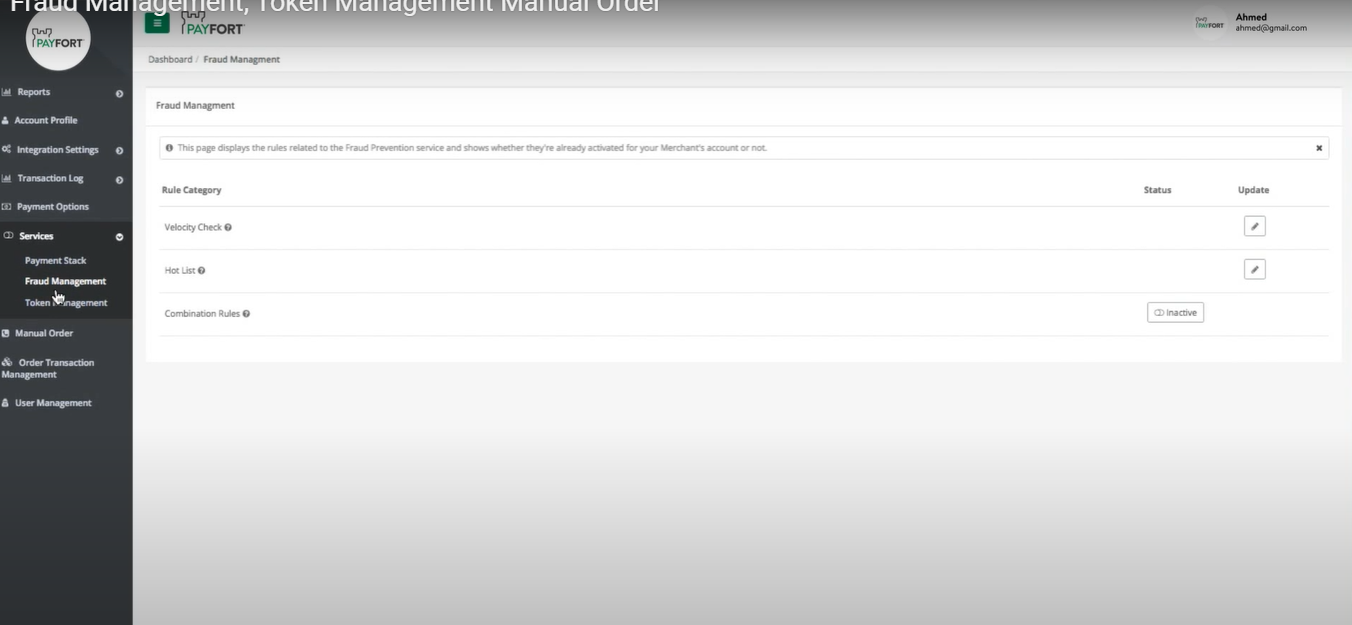 Fraud Management, Token Management Manual Order
PAYFORT
PAYFORT
PAYFORT
Ahmed
ahmed@gmail.com
Dashboard / Fraud Managment
Reports
Account Profile
Integration Settings
Transaction Log
Payment Options
Services
Payment Stack
Fraud Management
Token Management
Manual Order
Order Transaction
Management
User Management
Fraud Managment
This page displays the rules related to the Fraud Prevention service and shows whether they're already activated for your Merchant's account or not.
Rule Category Status Update
Velocity Check
Hot List
Combination Rules Inactive